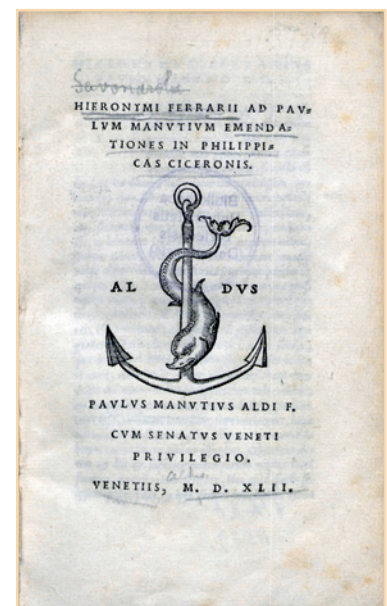 Savonarola
HIERONYMI FERRARII AD PAV=
LVM MANVTIVM EMENDA=
TIONES IN PHILIPPI=
CAS CICERONIS.
AL DVS
PAVLVS MANVTIVS ALDI F.
CVM SENATVS VENETI
PRIVILEGIO.
VENETIIS, M. D. XLII.